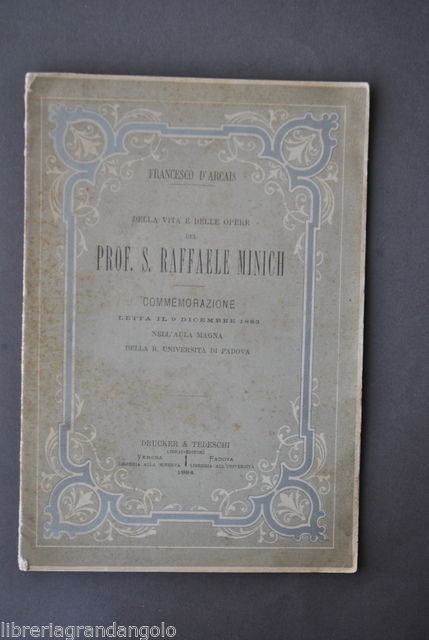 FRANCESCO D'ARCAIS
DELLA VITA E DELLE OPERE
DEL
PROF. S. RAFFAELE MINICH
COMMEMORAZIONE
LETTA IL 9 DICEMBRE 1883
NELL'AULA MAGNA
DELLA R. UNIVERSITÀ DI PADOVA
DRUCKER & TEDESCHI
LIBRAI-EDITORI
VERONA PADOVA
LIBRERIA ALLA MINERVA LIBRERIA ALL'UNIVERSITÀ
1884
libreriagrandangolo